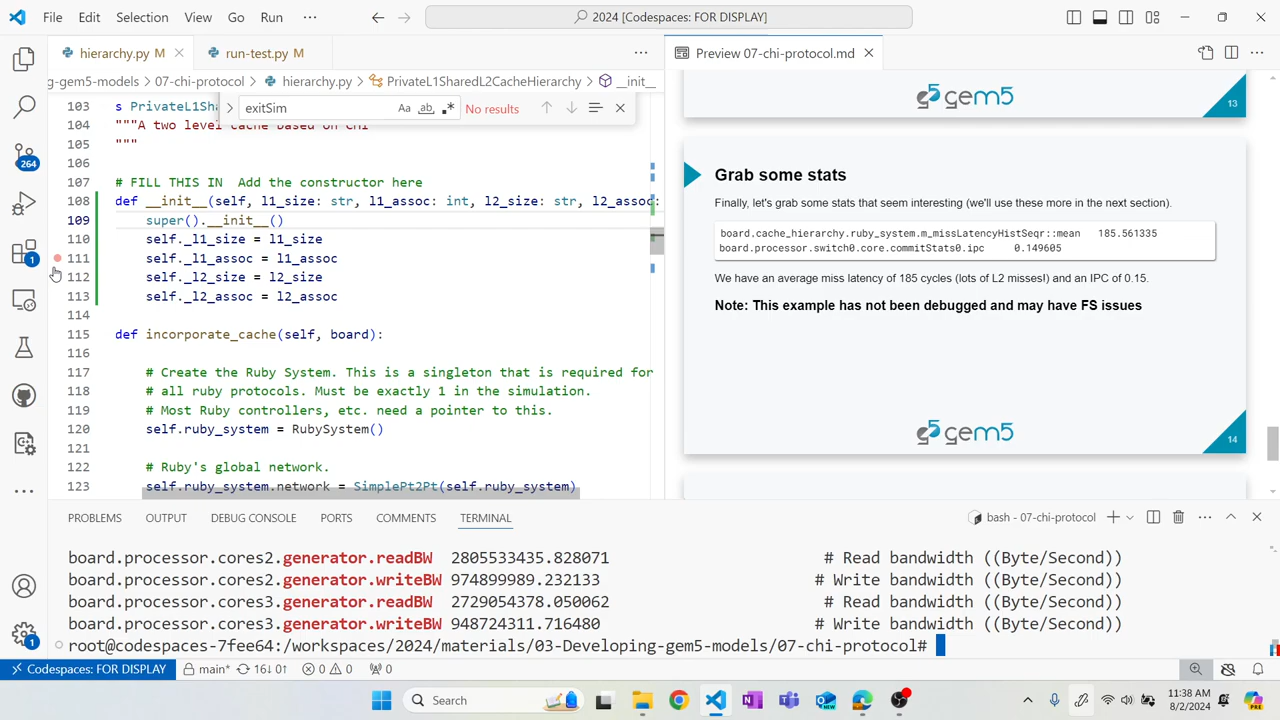 File Edit Selection View Go Run ···
2024 [Codespaces: FOR DISPLAY]
hierarchy.py M
run-test.py M
Preview 07-chi-protocol.md
g-gem5-models > 07-chi-protocol > hierarchy.py > PrivateL1SharedL2CacheHierarchy > __init__
exitSim
Aa
ab
No results
103 s PrivateL1Sha
104 """A two level cache based on CHI
105 """
106
107 # FILL THIS IN Add the constructor here
108 def __init__(self, l1_size: str, l1_assoc: int, l2_size: str, l2_assoc:
109 super().__init__()
110 self._l1_size = l1_size
111 self._l1_assoc = l1_assoc
112 self._l2_size = l2_size
113 self._l2_assoc = l2_assoc
114
115 def incorporate_cache(self, board):
116
117 # Create the Ruby System. This is a singleton that is required for
118 # all ruby protocols. Must be exactly 1 in the simulation.
119 # Most Ruby controllers, etc. need a pointer to this.
120 self.ruby_system = RubySystem()
121
122 # Ruby's global network.
123 self.ruby_system.network = SimplePt2Pt(self.ruby_system)
gem5
13
Grab some stats
Finally, let's grab some stats that seem interesting (we'll use these more in the next section).
board.cache_hierarchy.ruby_system.m_missLatencyHistSeqr::mean 185.561335
board.processor.switch0.core.commitStats0.ipc 0.149605
We have an average miss latency of 185 cycles (lots of L2 misses!) and an IPC of 0.15.
Note: This example has not been debugged and may have FS issues
gem5
14
264
1
1
PROBLEMS OUTPUT DEBUG CONSOLE PORTS COMMENTS TERMINAL
bash - 07-chi-protocol
board.processor.cores2.generator.readBW 2805533435.828071 # Read bandwidth ((Byte/Second))
board.processor.cores2.generator.writeBW 974899989.232133 # Write bandwidth ((Byte/Second))
board.processor.cores3.generator.readBW 2729054378.050062 # Read bandwidth ((Byte/Second))
board.processor.cores3.generator.writeBW 948724311.716480 # Write bandwidth ((Byte/Second))
root@codespaces-7fee64:/workspaces/2024/materials/03-Developing-gem5-models/07-chi-protocol#
Codespaces: FOR DISPLAY
main*
16↓ 0↑
0 0
0
Search
11:38 AM
8/2/2024
PRE